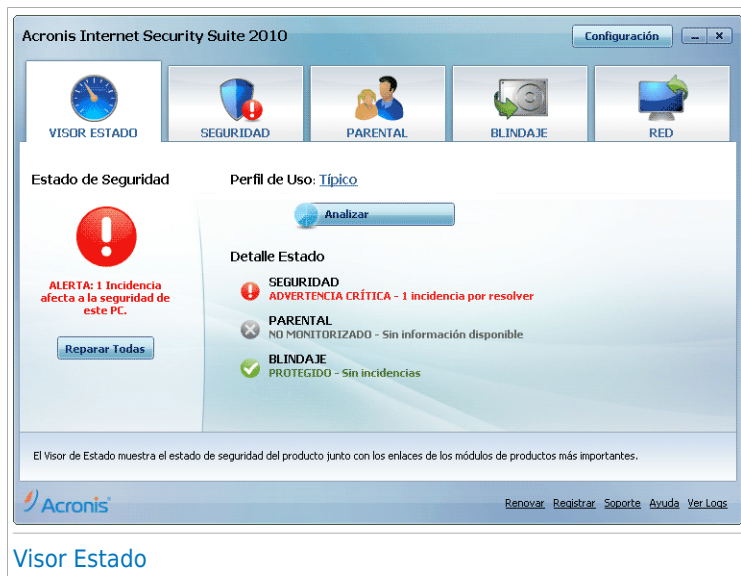 Acronis Internet Security Suite 2010
Configuración
VISOR ESTADO
SEGURIDAD
PARENTAL
BLINDAJE
RED
Estado de Seguridad
ALERTA: 1 Incidencia
afecta a la seguridad de
este PC.
Reparar Todas
Perfil de Uso: Típico
Analizar
Detalle Estado
SEGURIDAD
ADVERTENCIA CRÍTICA - 1 incidencia por resolver
PARENTAL
NO MONITORIZADO - Sin información disponible
BLINDAJE
PROTEGIDO - Sin incidencias
El Visor de Estado muestra el estado de seguridad del producto junto con los enlaces de los módulos de productos más importantes.
Acronis
Renovar Registrar Soporte Ayuda Ver Logs
Visor Estado